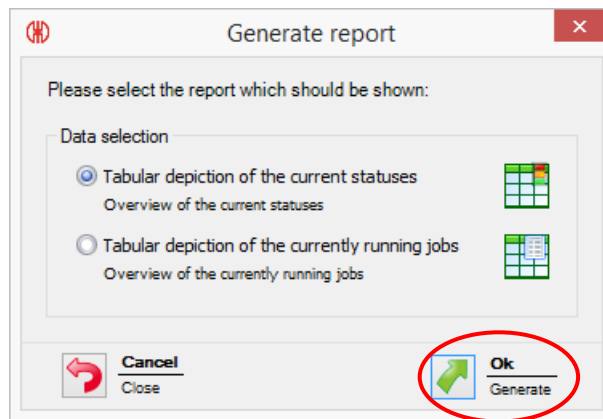 Generate report
Please select the report which should be shown:
Data selection
Tabular depiction of the current statuses
Overview of the current statuses
Tabular depiction of the currently running jobs
Overview of the currently running jobs
Cancel
Close
Ok
Generate